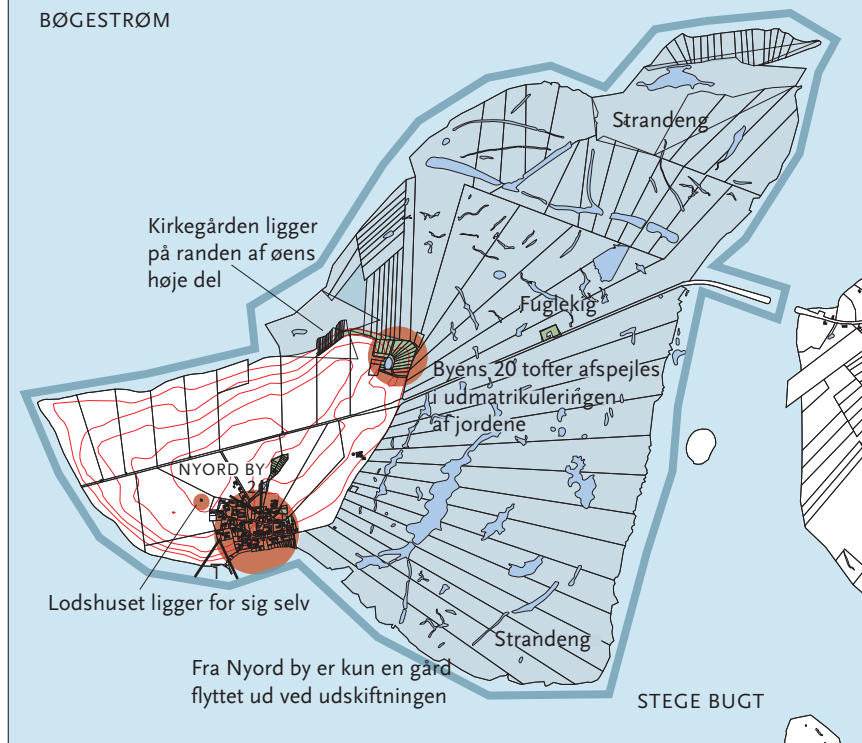 BØGESTRØM
Strandeng
Kirkegården ligger
på randen af øens
høje del
Fuglekig
Byens 20 tofter afspejles
i udmatrikuleringen
af jordene
NYORD BY
Lodshuset ligger for sig selv
Strandeng
Fra Nyord by er kun en gård
flyttet ud ved udskiftningen
STEGE BUGT